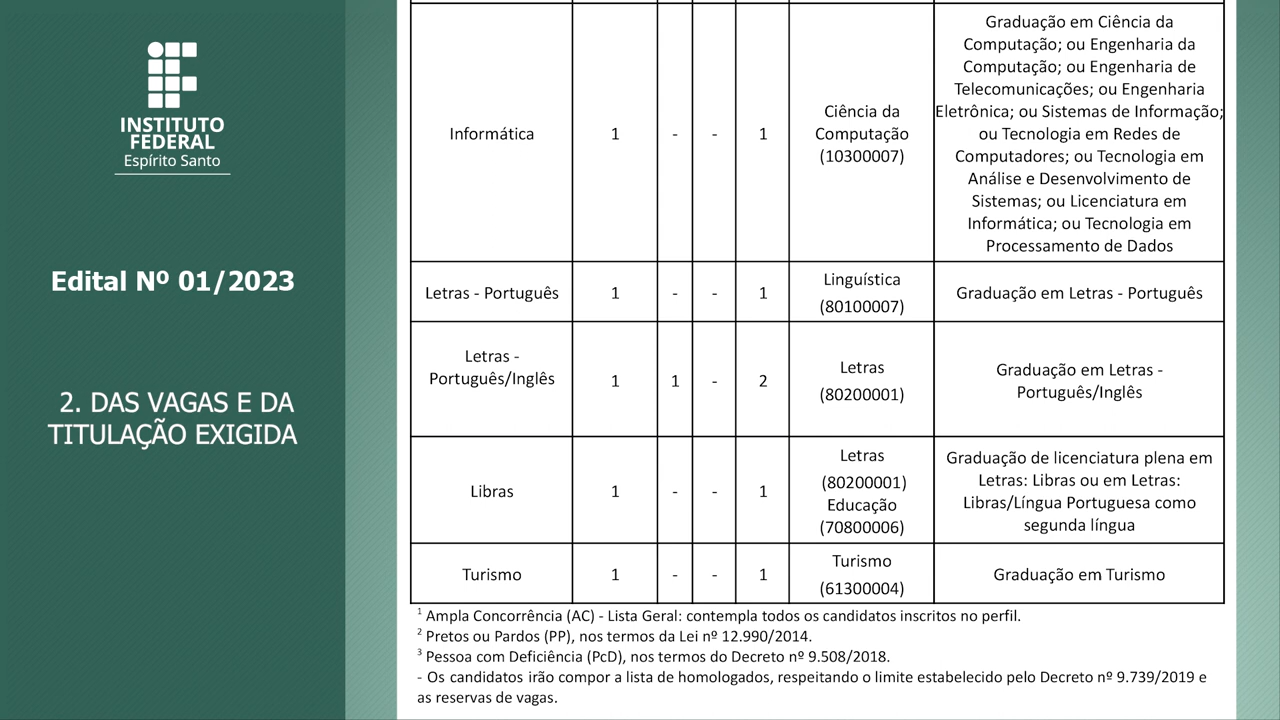 INSTITUTO
FEDERAL
Espírito Santo
Edital Nº 01/2023
2. DAS VAGAS E DA
TITULAÇÃO EXIGIDA
Informática
1
-
-
1
Ciência da
Computação
(10300007)
Graduação em Ciência da
Computação; ou Engenharia da
Computação; ou Engenharia de
Telecomunicações; ou Engenharia
Eletrônica; ou Sistemas de Informação;
ou Tecnologia em Redes de
Computadores; ou Tecnologia em
Análise e Desenvolvimento de
Sistemas; ou Licenciatura em
Informática; ou Tecnologia em
Processamento de Dados
Letras - Português
1
-
-
1
Linguística
(80100007)
Graduação em Letras - Português
Letras -
Português/Inglês
1
1
-
2
Letras
(80200001)
Graduação em Letras -
Português/Inglês
Libras
1
-
-
1
Letras
(80200001)
Educação
(70800006)
Graduação de licenciatura plena em
Letras: Libras ou em Letras:
Libras/Língua Portuguesa como
segunda língua
Turismo
1
-
-
1
Turismo
(61300004)
Graduação em Turismo
¹ Ampla Concorrência (AC) - Lista Geral: contempla todos os candidatos inscritos no perfil.
² Pretos ou Pardos (PP), nos termos da Lei nº 12.990/2014.
³ Pessoa com Deficiência (PcD), nos termos do Decreto nº 9.508/2018.
- Os candidatos irão compor a lista de homologados, respeitando o limite estabelecido pelo Decreto nº 9.739/2019 e
as reservas de vagas.